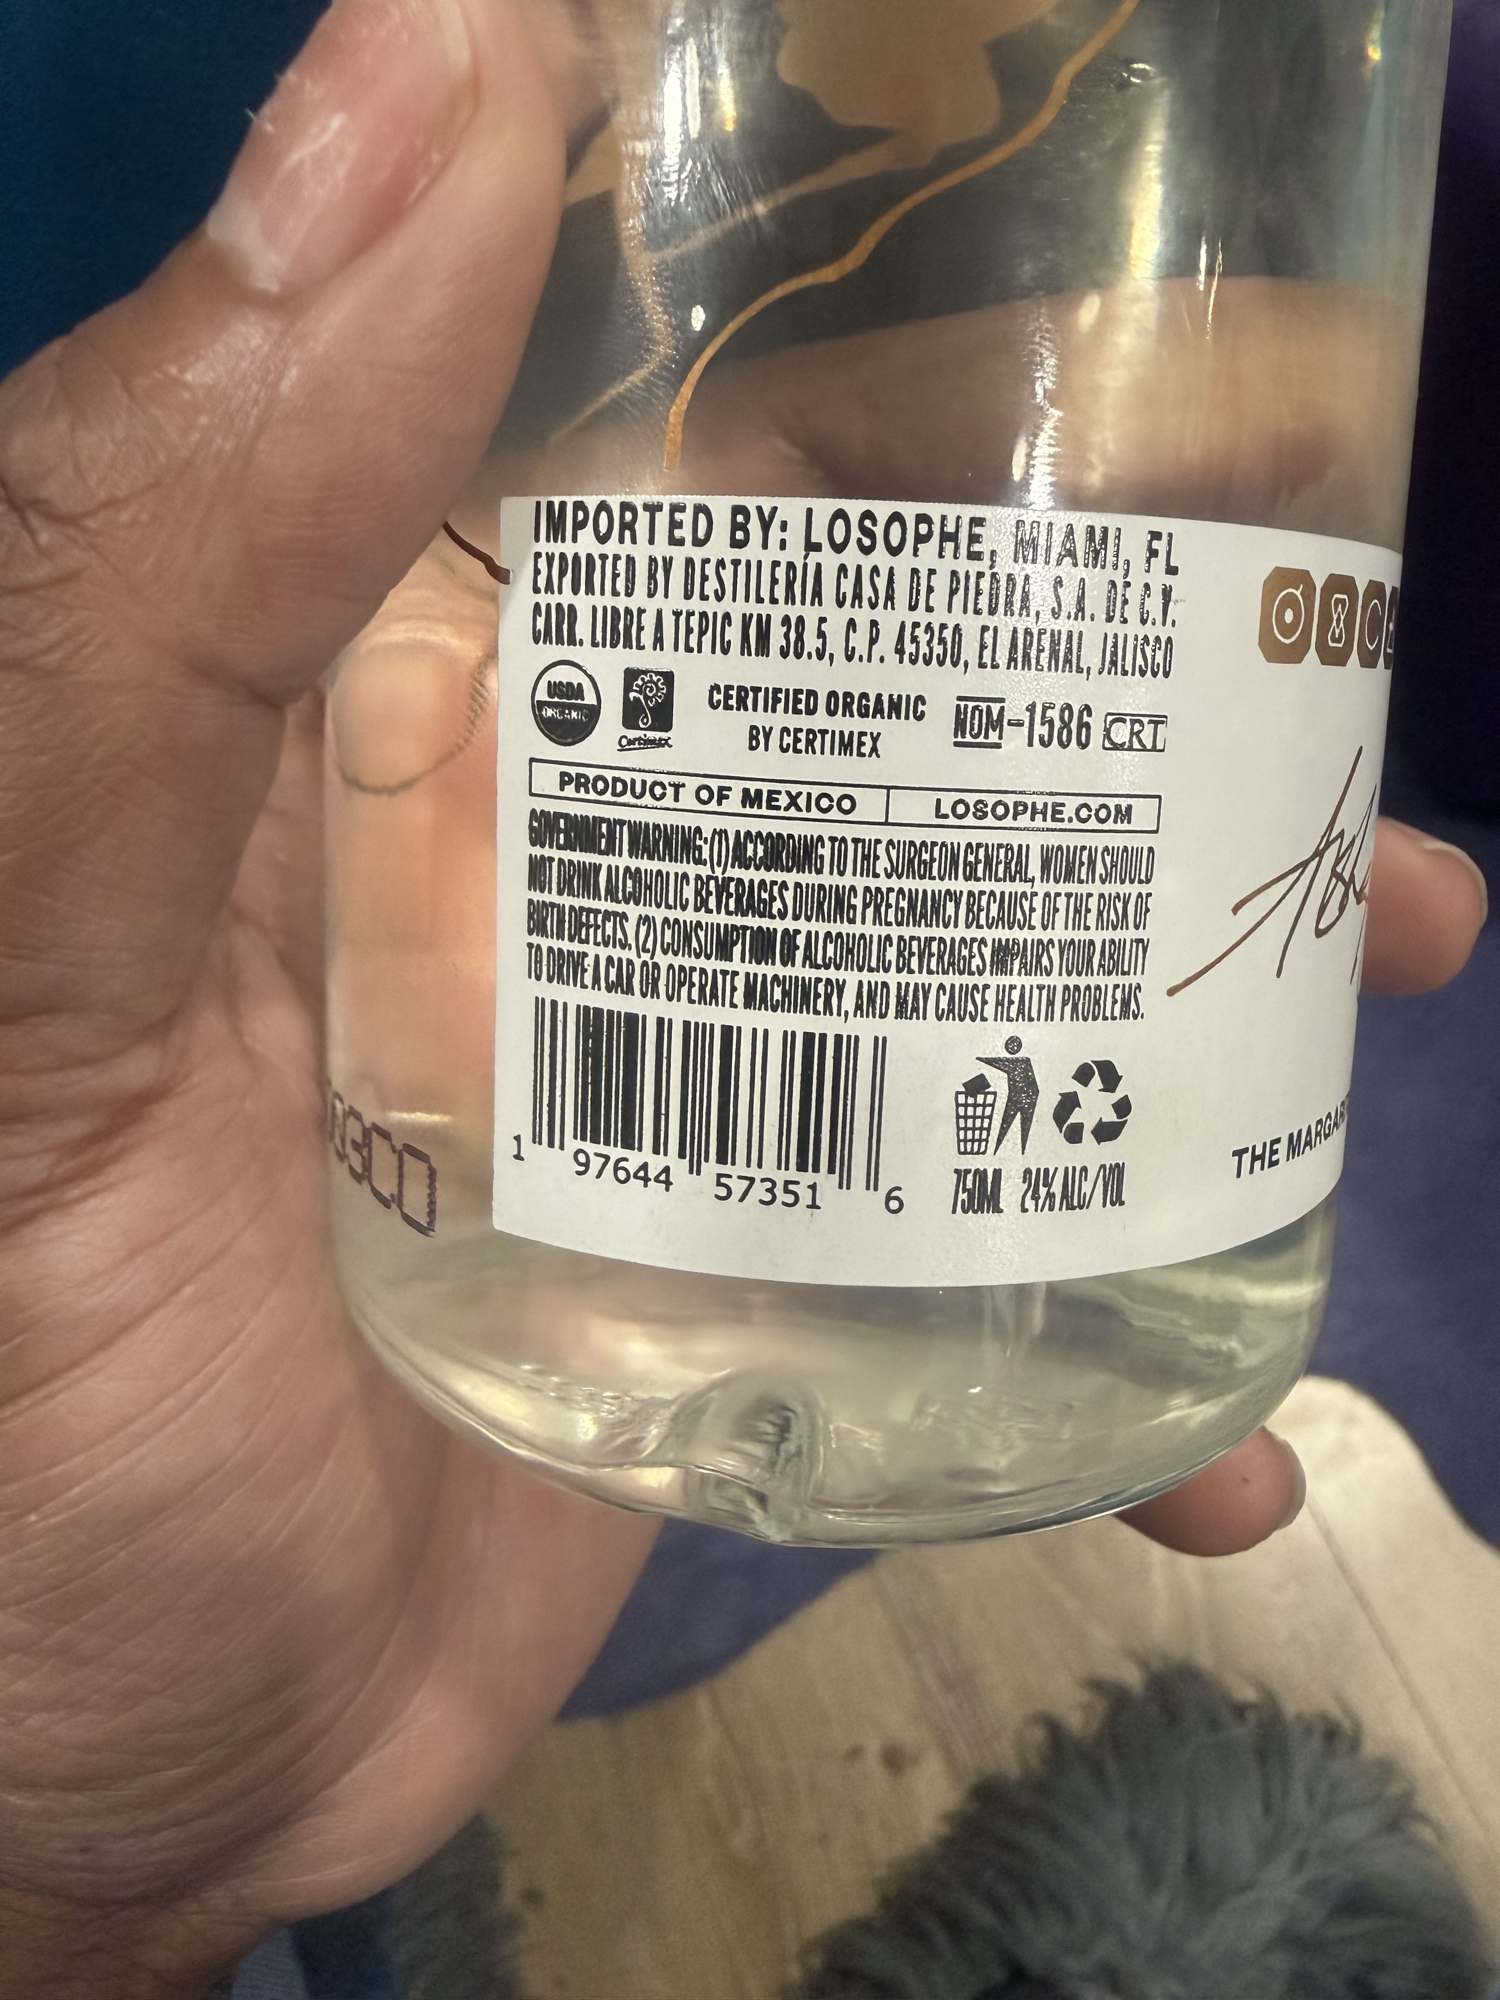 IMPORTED BY: LOSOPHE, MIAMI, FL
EXPORTED BY DESTILERÍA CASA DE PIEDRA, S.A. DE C.V.
CARR. LIBRE A TEPIC KM 38.5, C.P. 45350, EL ARENAL, JALISCO
USDA
ORGANIC
Certimex
CERTIFIED ORGANIC
BY CERTIMEX
NOM-1586 CRT
PRODUCT OF MEXICO
LOSOPHE.COM
GOVERNMENT WARNING: (1) ACCORDING TO THE SURGEON GENERAL, WOMEN SHOULD
NOT DRINK ALCOHOLIC BEVERAGES DURING PREGNANCY BECAUSE OF THE RISK OF
BIRTH DEFECTS. (2) CONSUMPTION OF ALCOHOLIC BEVERAGES IMPAIRS YOUR ABILITY
TO DRIVE A CAR OR OPERATE MACHINERY, AND MAY CAUSE HEALTH PROBLEMS.
1 97644 57351 6
750ML 24% ALC/VOL
THE